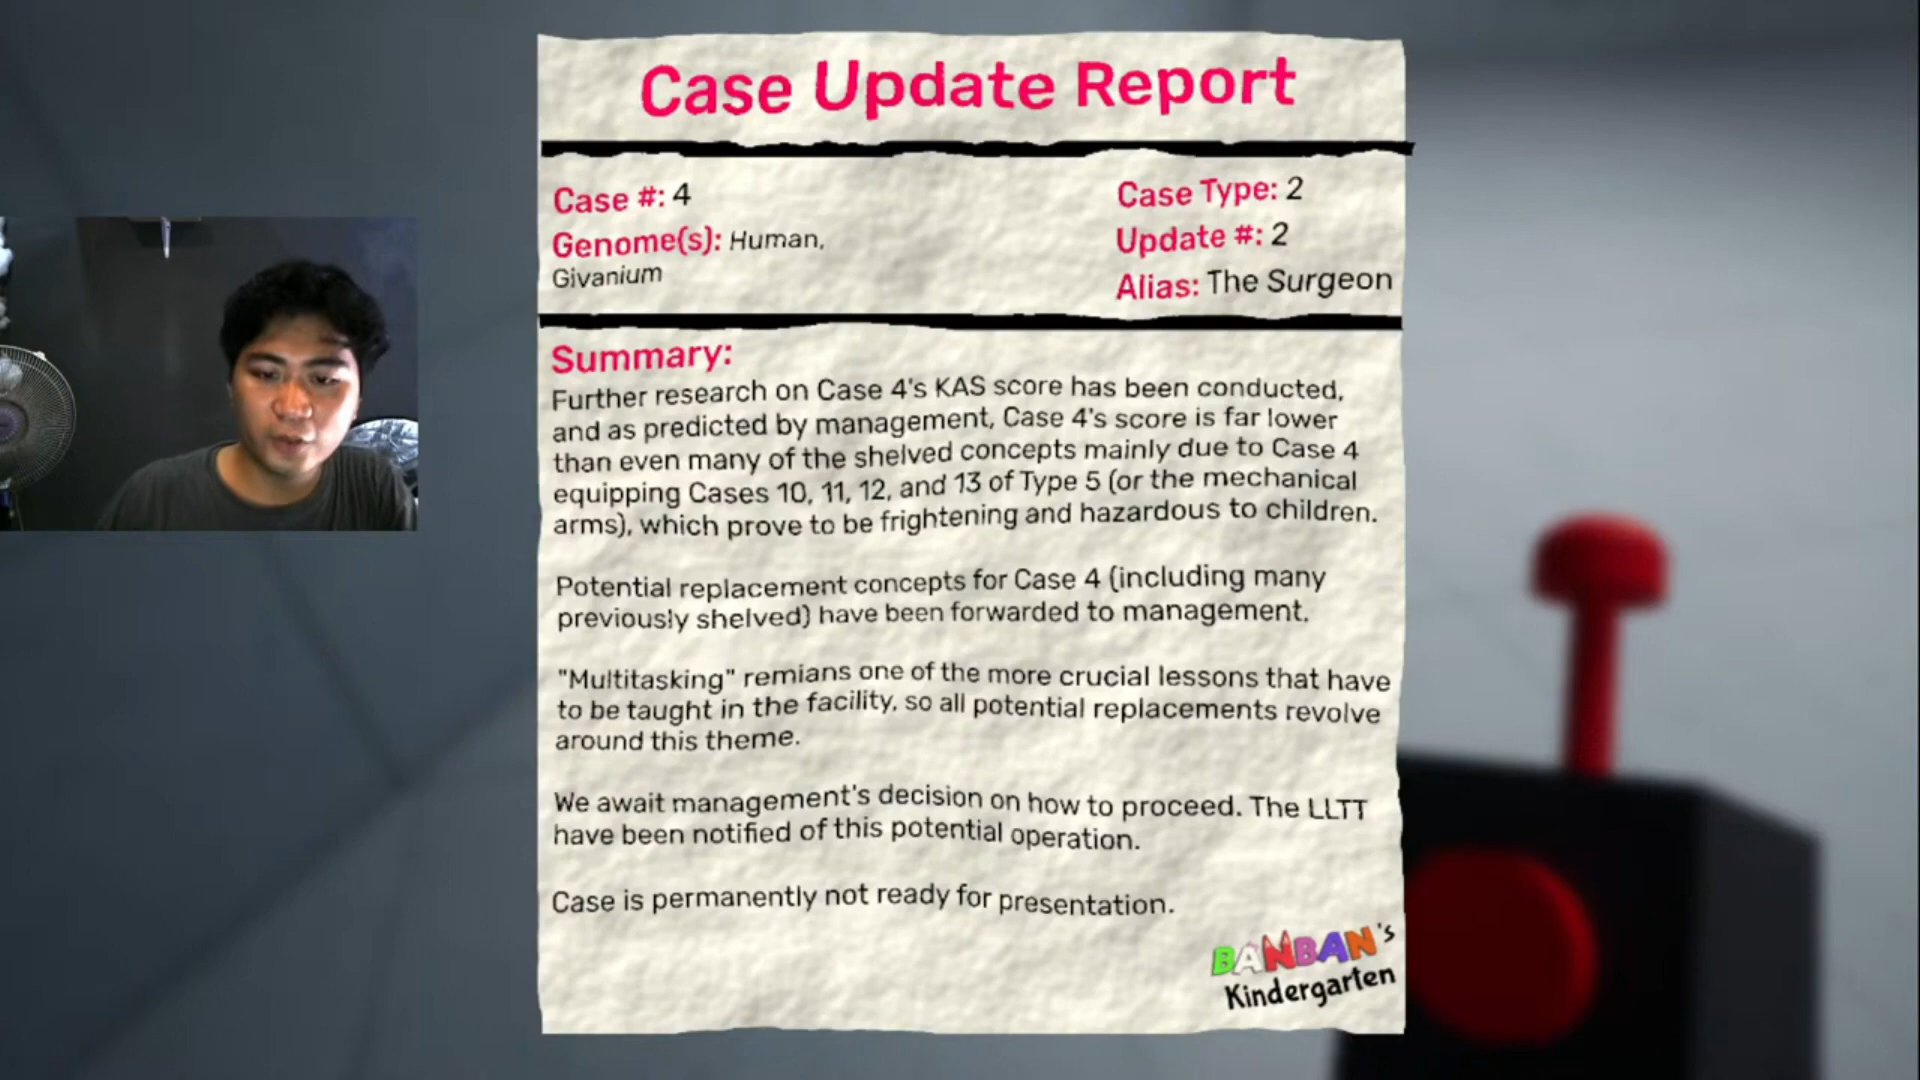 Case Update Report
Case #: 4
Genome(s): Human,
Givanium
Case Type: 2
Update #: 2
Alias: The Surgeon
Summary:
Further research on Case 4's KAS score has been conducted,
and as predicted by management, Case 4's score is far lower
than even many of the shelved concepts mainly due to Case 4
equipping Cases 10, 11, 12, and 13 of Type 5 (or the mechanical
arms), which prove to be frightening and hazardous to children.
Potential replacement concepts for Case 4 (including many
previously shelved) have been forwarded to management.
"Multitasking" remians one of the more crucial lessons that have
to be taught in the facility, so all potential replacements revolve
around this theme.
We await management's decision on how to proceed. The LLTT
have been notified of this potential operation.
Case is permanently not ready for presentation.
BANBAN's
Kindergarten